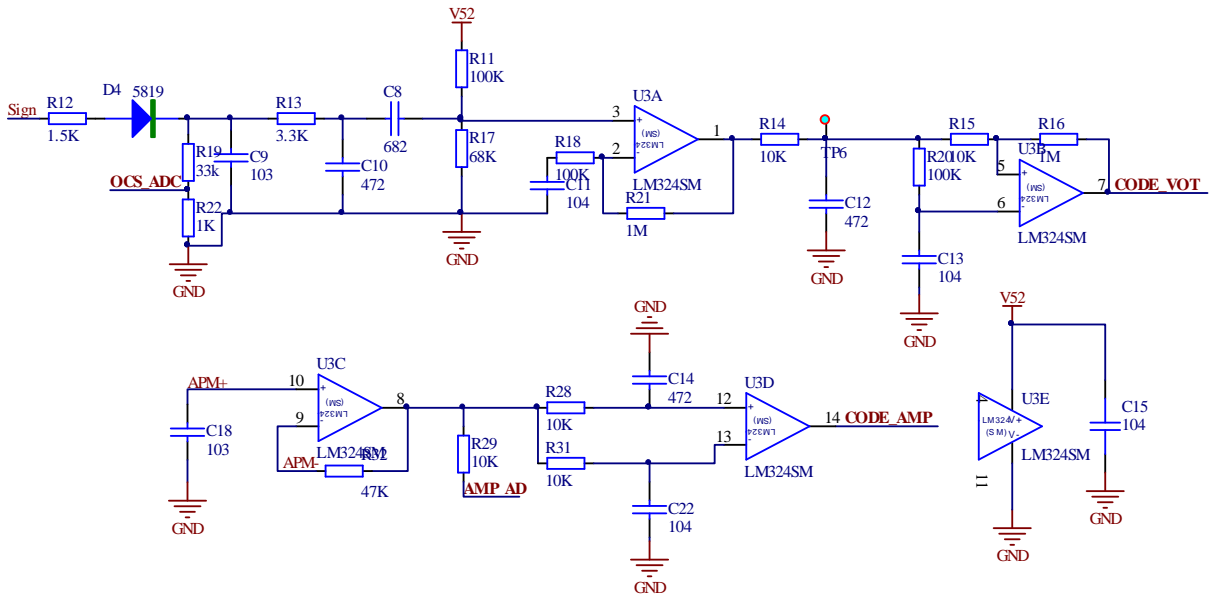 V52
R11
100K
D4
5819
R12
Sign
1.5K
R13
3.3K
C8
682
U3A
3
+
(SM)
LM324
1
2
-
LM324SM
R19
33k
C9
103
C10
472
R17
68K
R18
100K
C11
104
R21
1M
OCS_ADC
R22
1K
GND
GND
R14
10K
TP6
C12
472
GND
R15
10K
R16
1M
R20
100K
U3B
5
+
(SM)
LM324
7
CODE_VOT
6
-
LM324SM
C13
104
GND
GND
U3C
APM+
10
+
(SM)
LM324
8
9
-
LM324SM
C18
103
APM-
R32
47K
GND
R28
10K
R29
10K
R31
10K
AMP_AD
C14
472
U3D
12
+
(SM)
LM324
14
CODE_AMP
13
-
LM324SM
C22
104
GND
V52
4
U3E
LM324
(SM)
V+
V-
LM324SM
11
C15
104
GND
GND